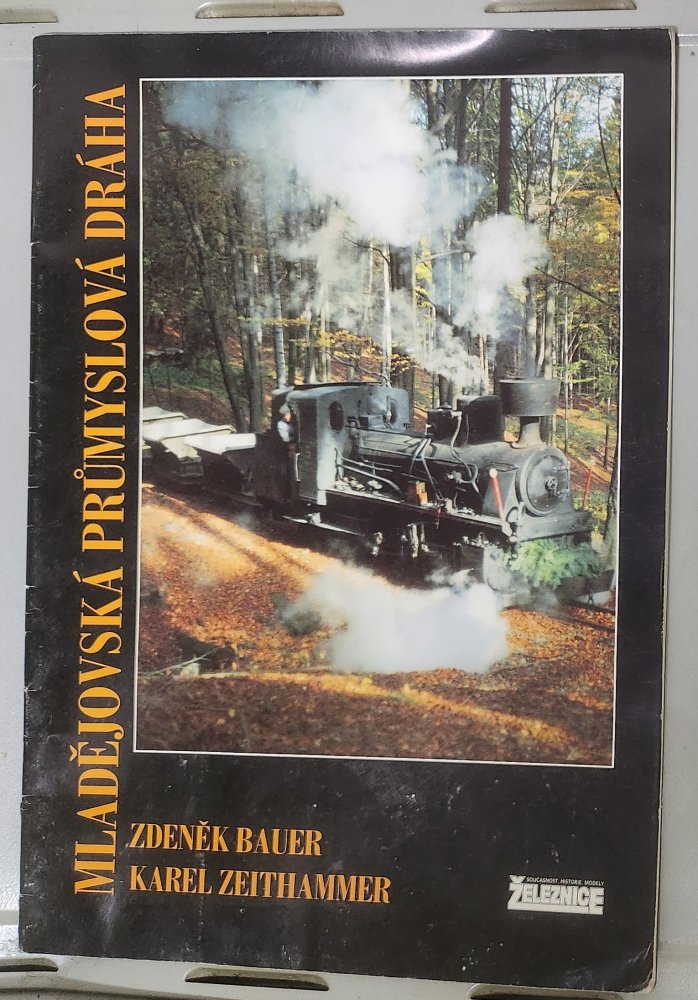 MLADĚJOVSKÁ PRŮMYSLOVÁ DRÁHA
ZDENĚK BAUER
KAREL ZEITHAMMER
SOUČASNOST, HISTORIE, MODELY
ŽELEZNICE